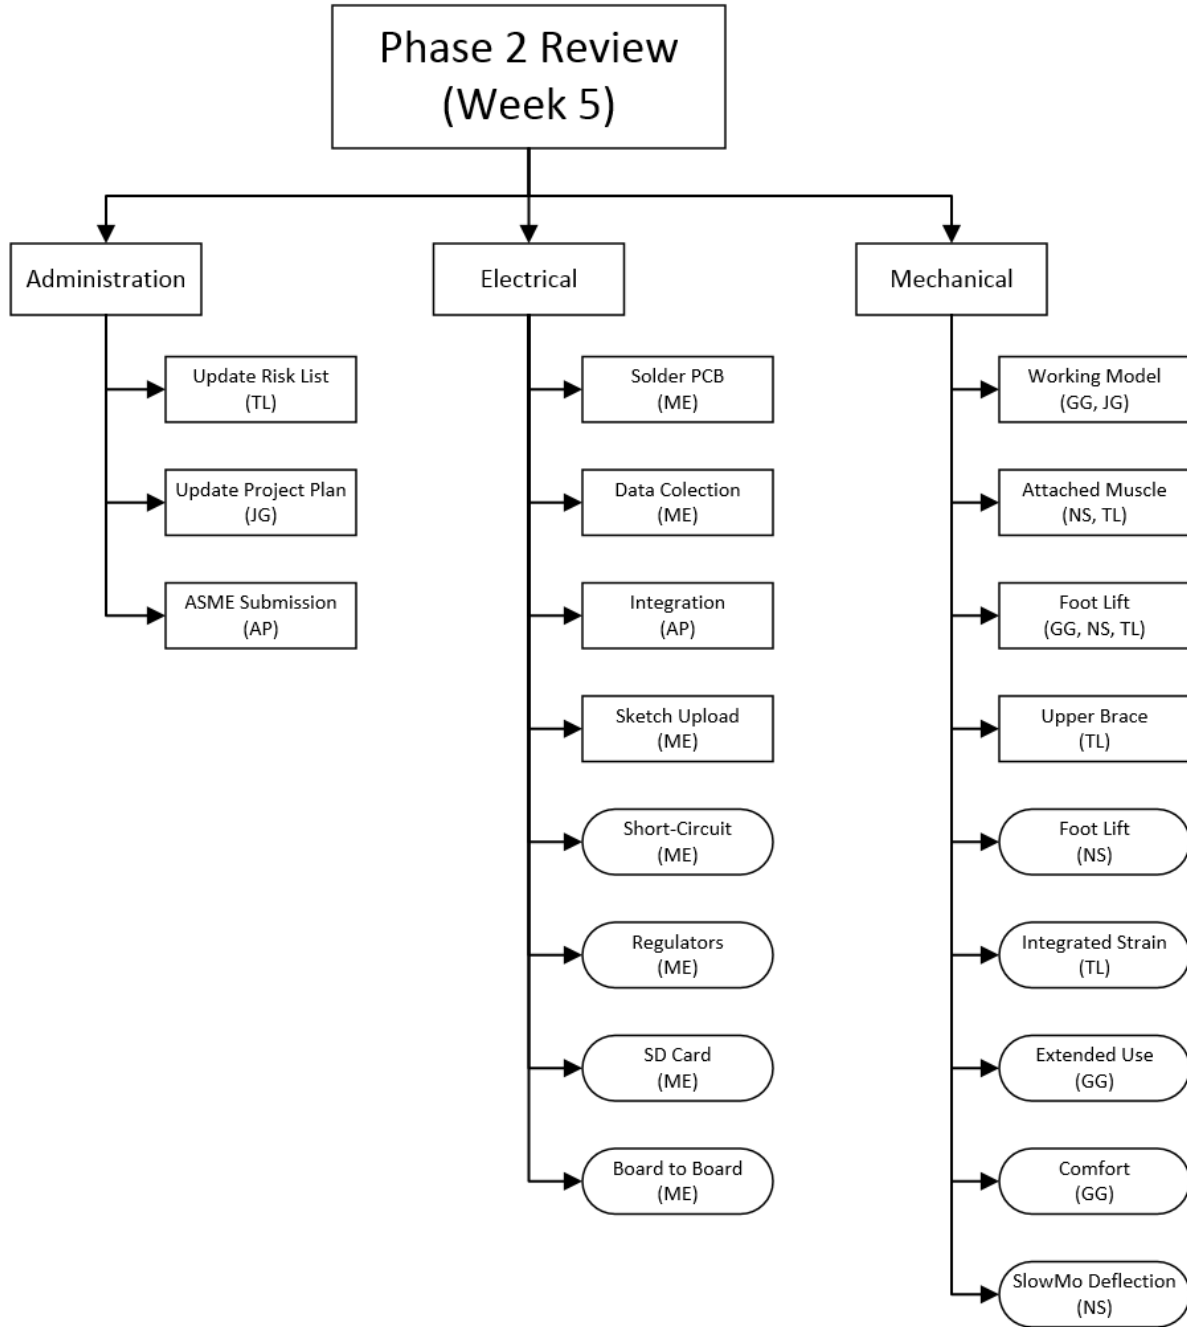 Phase 2 Review
(Week 5)
Administration
Electrical
Mechanical
Update Risk List
(TL)
Update Project Plan
(JG)
ASME Submission
(AP)
Solder PCB
(ME)
Data Colection
(ME)
Integration
(AP)
Sketch Upload
(ME)
Short-Circuit
(ME)
Regulators
(ME)
SD Card
(ME)
Board to Board
(ME)
Working Model
(GG, JG)
Attached Muscle
(NS, TL)
Foot Lift
(GG, NS, TL)
Upper Brace
(TL)
Foot Lift
(NS)
Integrated Strain
(TL)
Extended Use
(GG)
Comfort
(GG)
SlowMo Deflection
(NS)